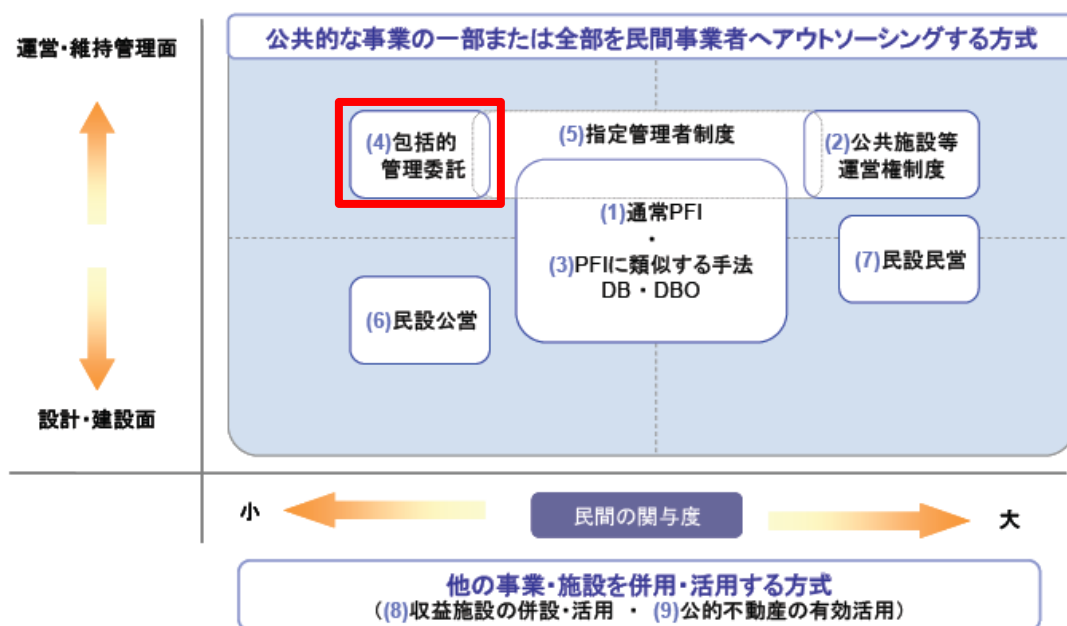 公共的な事業の一部または全部を民間事業者へアウトソーシングする方式
運営・維持管理面
(4)包括的
管理委託
(5)指定管理者制度
(2)公共施設等
運営権制度
(1)通常PFI
・
(3)PFIに類似する手法
DB・DBO
(7)民設民営
(6)民設公営
設計・建設面
小
民間の関与度
大
他の事業・施設を併用・活用する方式
（(8)収益施設の併設・活用 ・ (9)公的不動産の有効活用）